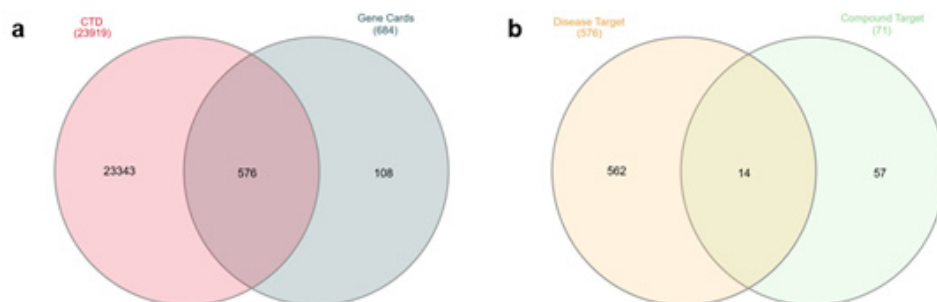 a
CTD
(23919)
Gene Cards
(684)
23343
576
108
b
Disease Target
(576)
Compound Target
(71)
562
14
57